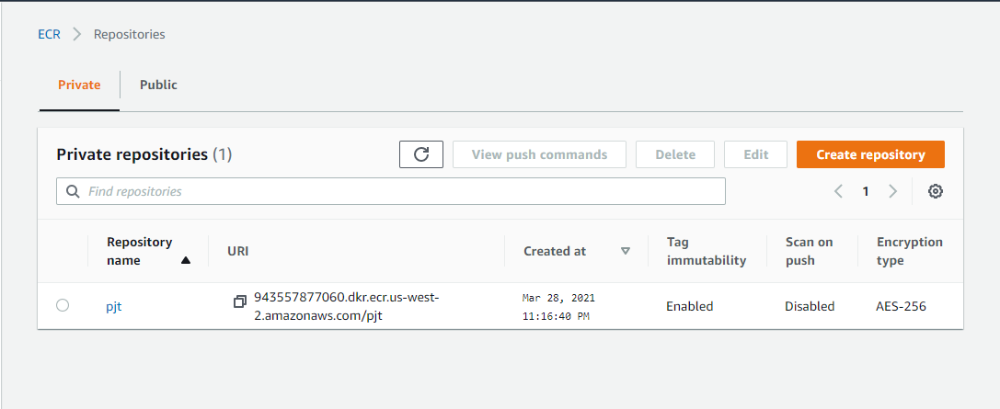 ECR > Repositories
Private Public
Private repositories (1) View push commands Delete Edit Create repository
Find repositories 1
Repository name URI Created at Tag immutability Scan on push Encryption type
pjt 943557877060.dkr.ecr.us-west-2.amazonaws.com/pjt Mar 28, 2021 11:16:40 PM Enabled Disabled AES-256